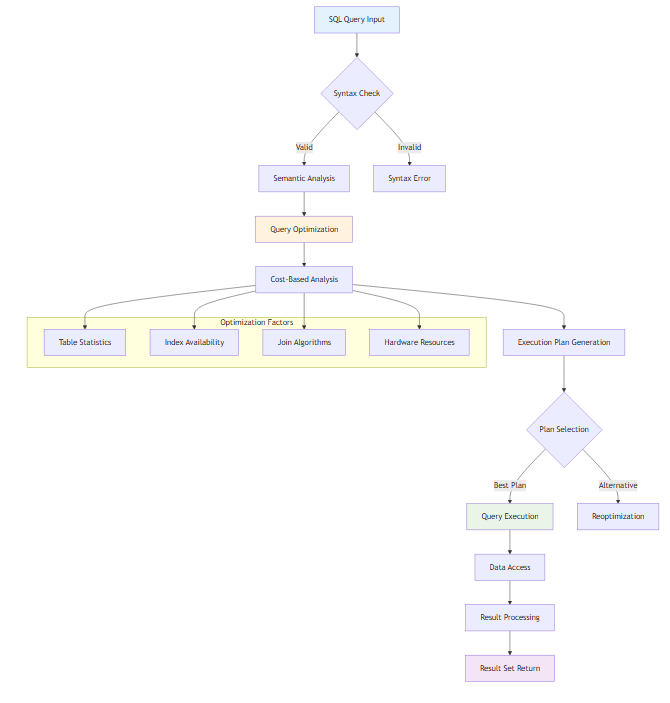 SQL Query Input
Syntax Check
Valid
Invalid
Semantic Analysis
Syntax Error
Query Optimization
Cost-Based Analysis
Optimization Factors
Table Statistics
Index Availability
Join Algorithms
Hardware Resources
Execution Plan Generation
Plan Selection
Best Plan
Alternative
Query Execution
Reoptimization
Data Access
Result Processing
Result Set Return